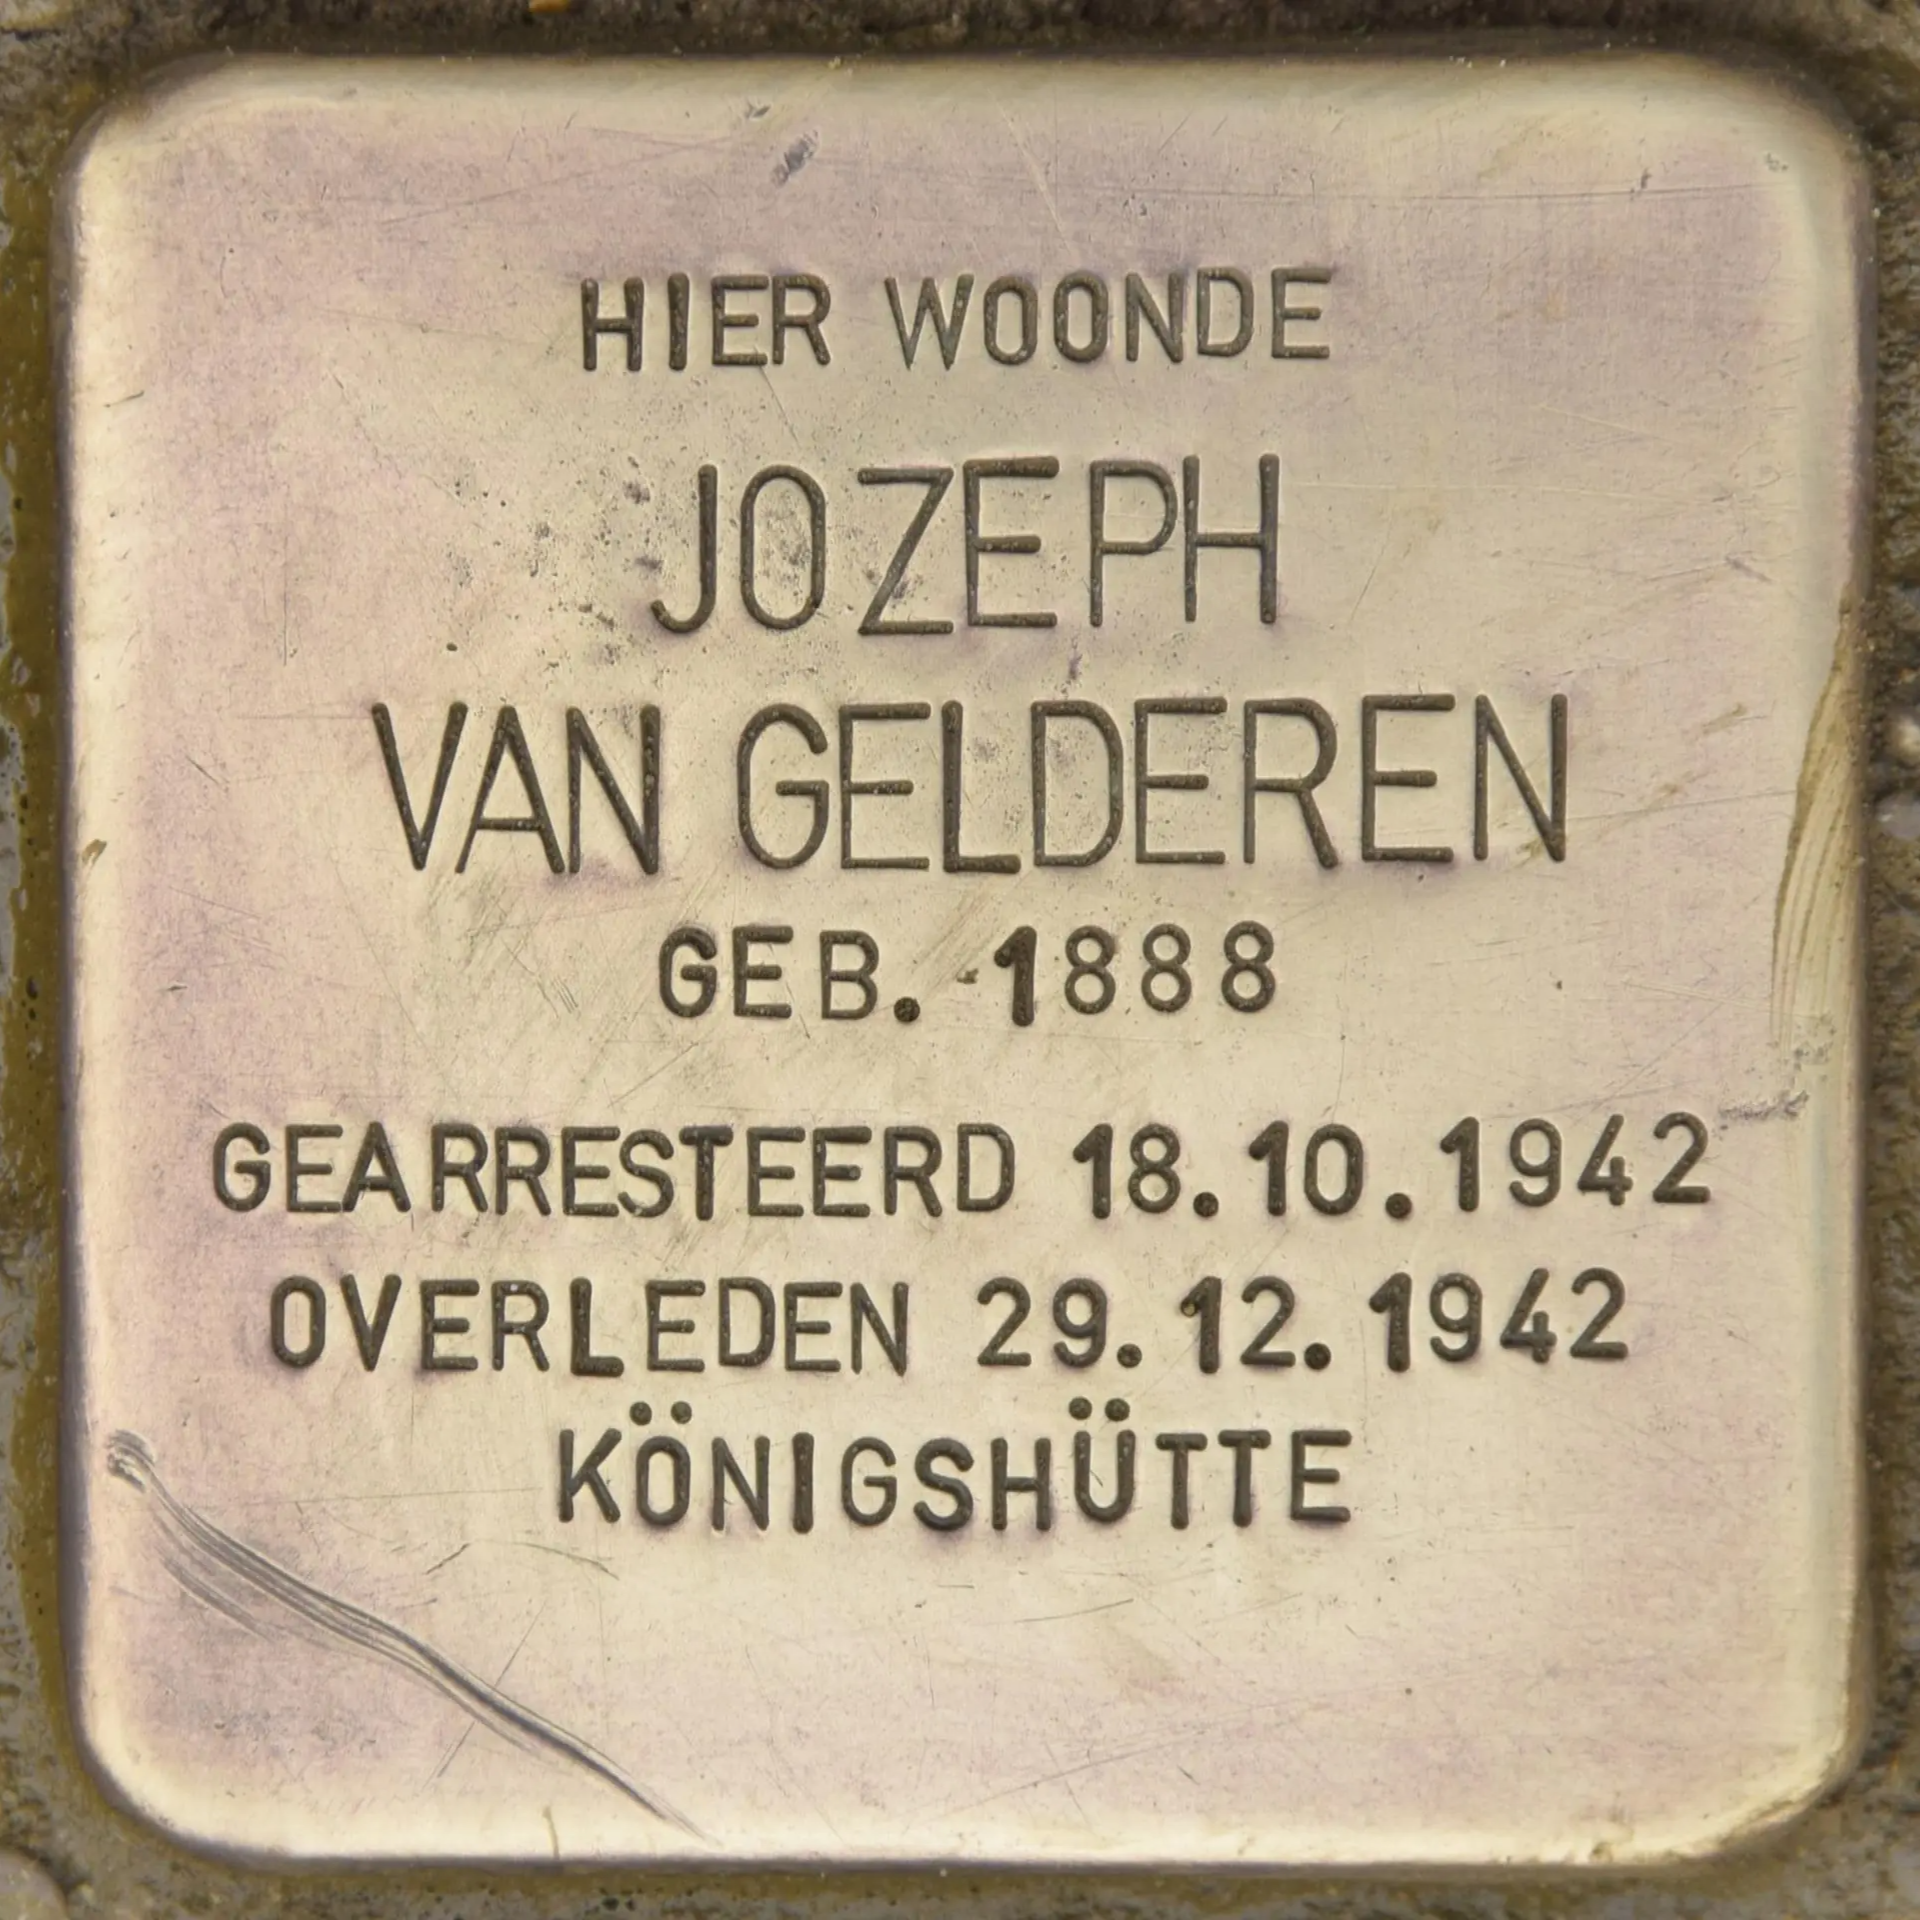 HIER WOONDE
JOZEPH
VAN GELDEREN
GEB. 1888
GEARRESTEERD 18.10.1942
OVERLEDEN 29.12.1942
KÖNIGSHÜTTE